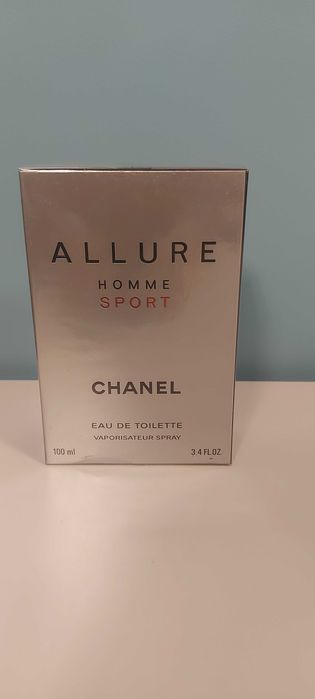 ALLURE
HOMME
SPORT
CHANEL
EAU DE TOILETTE
VAPORISATEUR SPRAY
100 ml 3.4 FL.OZ.